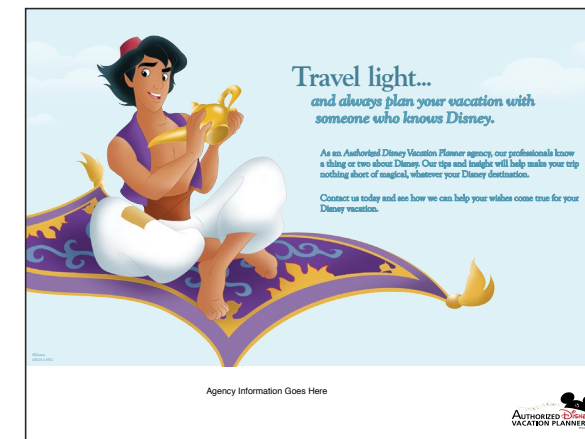 Travel light...
and always plan your vacation with
someone who knows Disney.
As an Authorized Disney Vacation Planner agency, our professionals know
a thing or two about Disney. Our tips and insight will help make your trip
nothing short of magical, whatever your Disney destination.
Contact us today and see how we can help your wishes come true for your
Disney vacation.
©Disney
Agency Information Goes Here
AUTHORIZED Disney
VACATION PLANNER